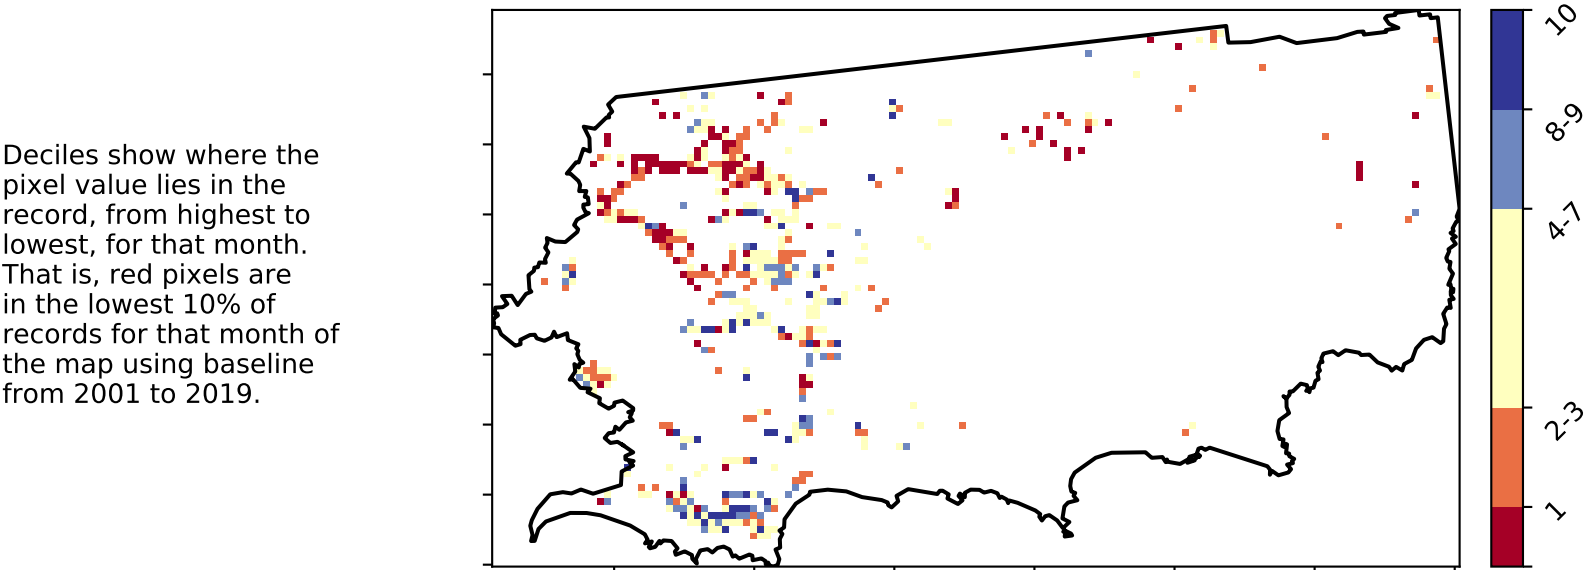 Deciles show where the
pixel value lies in the
record, from highest to
lowest, for that month.
That is, red pixels are
in the lowest 10% of
records for that month of
the map using baseline
from 2001 to 2019.
10
8-9
4-7
2-3
1